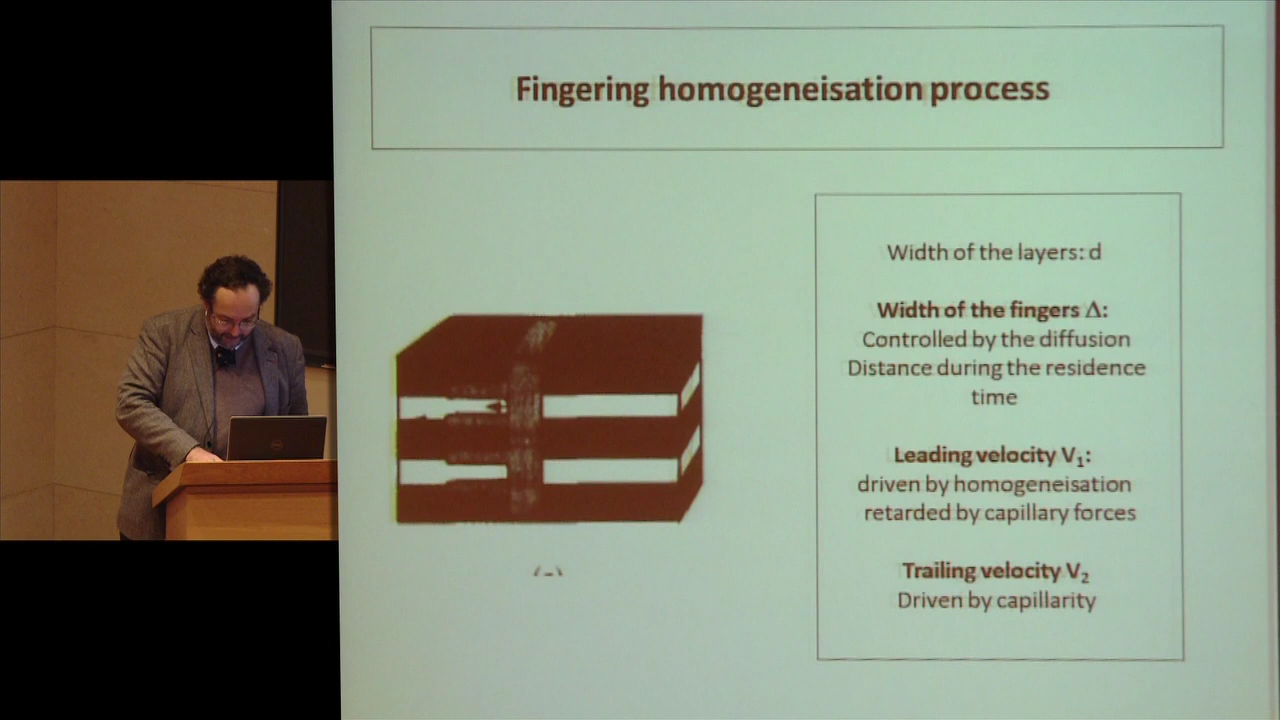 Fingering homogeneisation process
Width of the layers: d
Width of the fingers Λ:
Controlled by the diffusion
Distance during the residence
time
Leading velocity V₁:
driven by homogeneisation
retarded by capillary forces
Trailing velocity V₂
Driven by capillarity